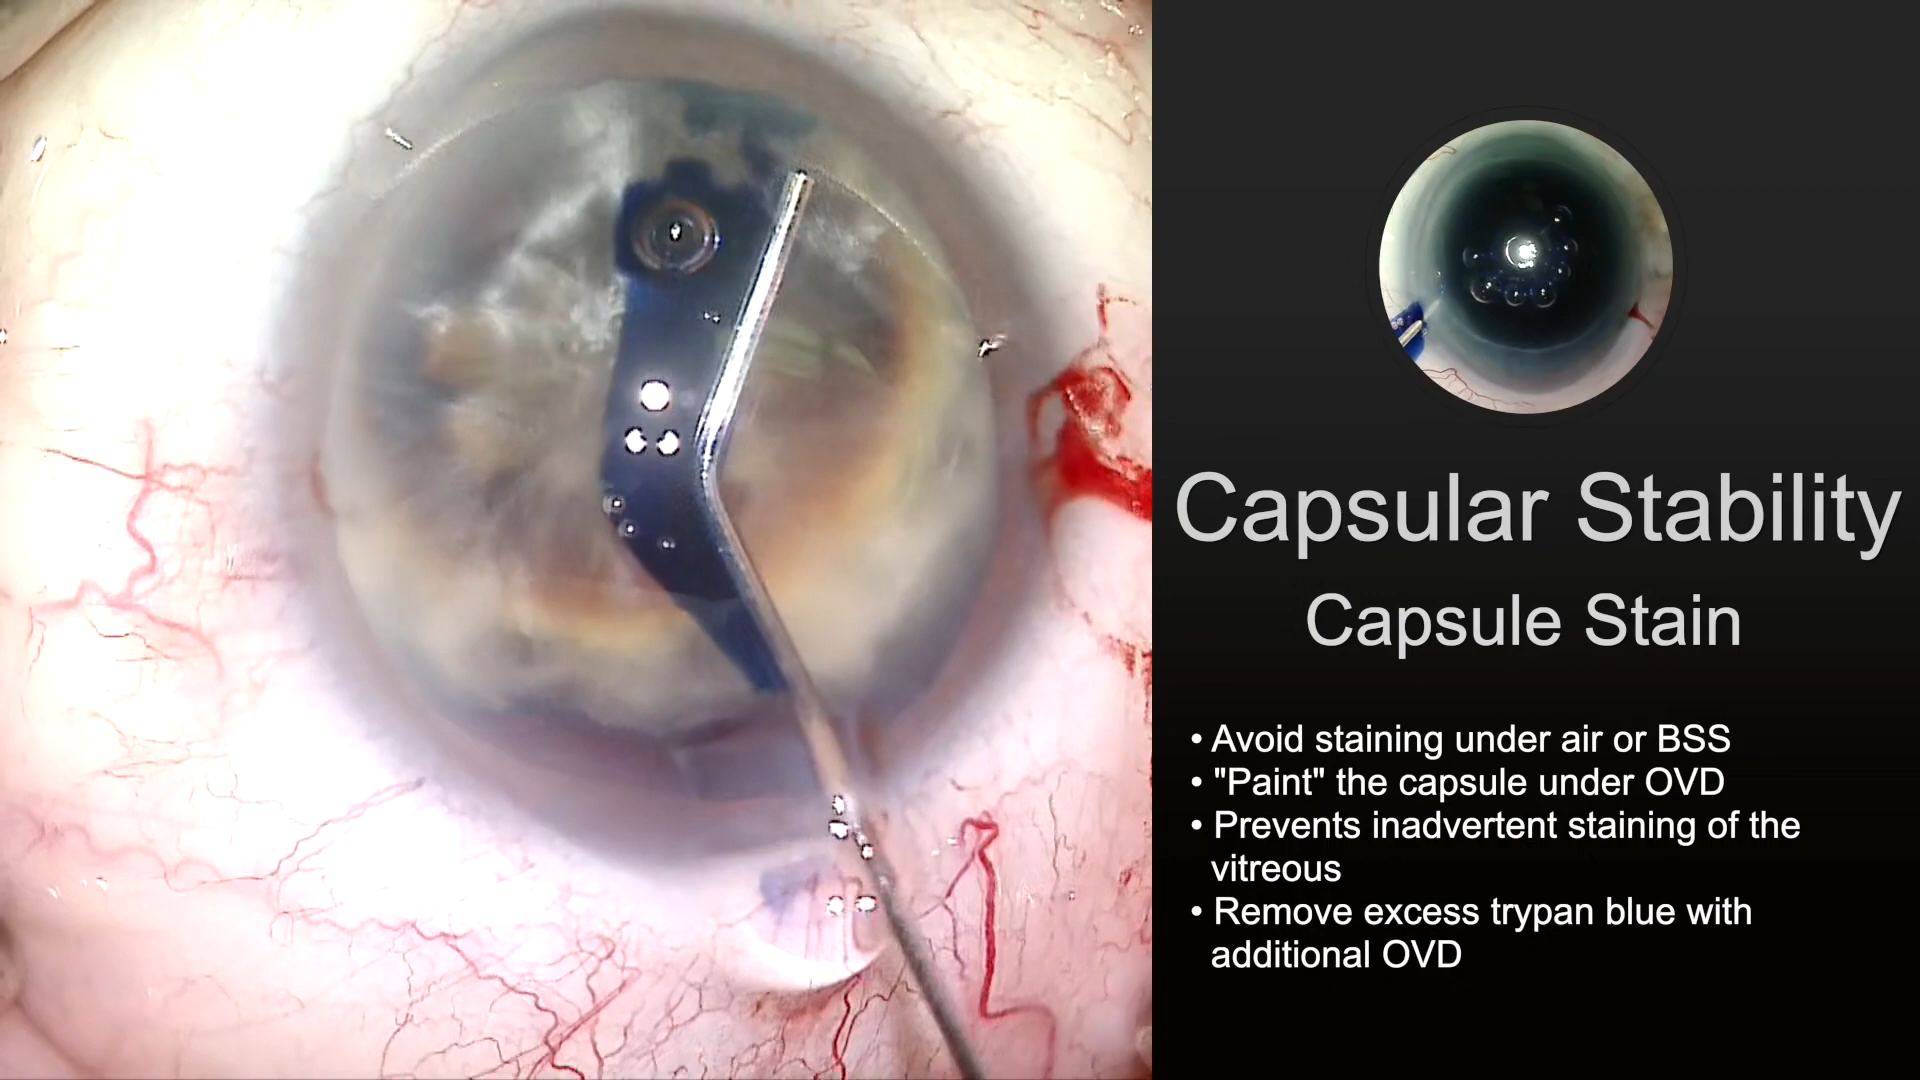 Capsular Stability
Capsule Stain
• Avoid staining under air or BSS
• "Paint" the capsule under OVD
• Prevents inadvertent staining of the
vitreous
• Remove excess trypan blue with
additional OVD